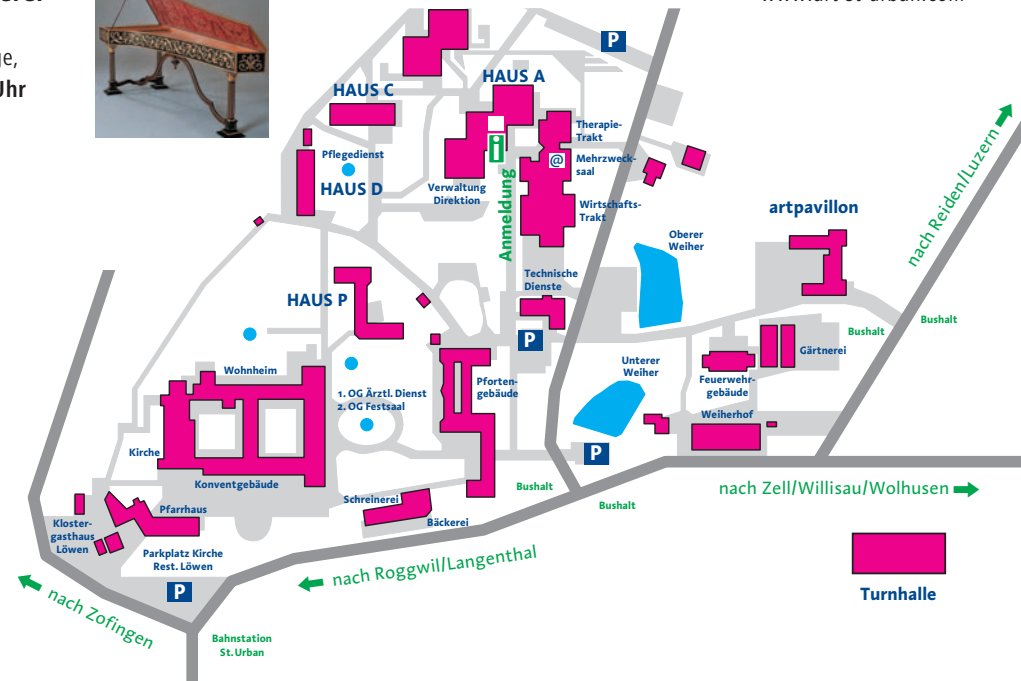 ge,
Uhr
P
HAUS A
HAUS C
Therapie-
Trakt
@
Mehrzweck-
saal
Pflegedienst
HAUS D
i
Verwaltung
Direktion
Anmeldung
Wirtschafts-
Trakt
nach Reiden/Luzern
artpavillon
Oberer
Weiher
Technische
Dienste
HAUS P
P
Bushalt
Bushalt
Gärtnerei
Unterer
Weiher
Feuerwehr-
gebäude
Wohnheim
1. OG Ärztl. Dienst
2. OG Festsaal
Pforten-
gebäude
Weiherhof
Kirche
P
Konventgebäude
Bushalt
Bushalt
nach Zell/Willisau/Wolhusen
Schreinerei
Bäckerei
Pfarrhaus
Kloster-
gasthaus
Löwen
Parkplatz Kirche
Rest. Löwen
P
nach Roggwil/Langenthal
nach Zofingen
Turnhalle
Bahnstation
St.Urban